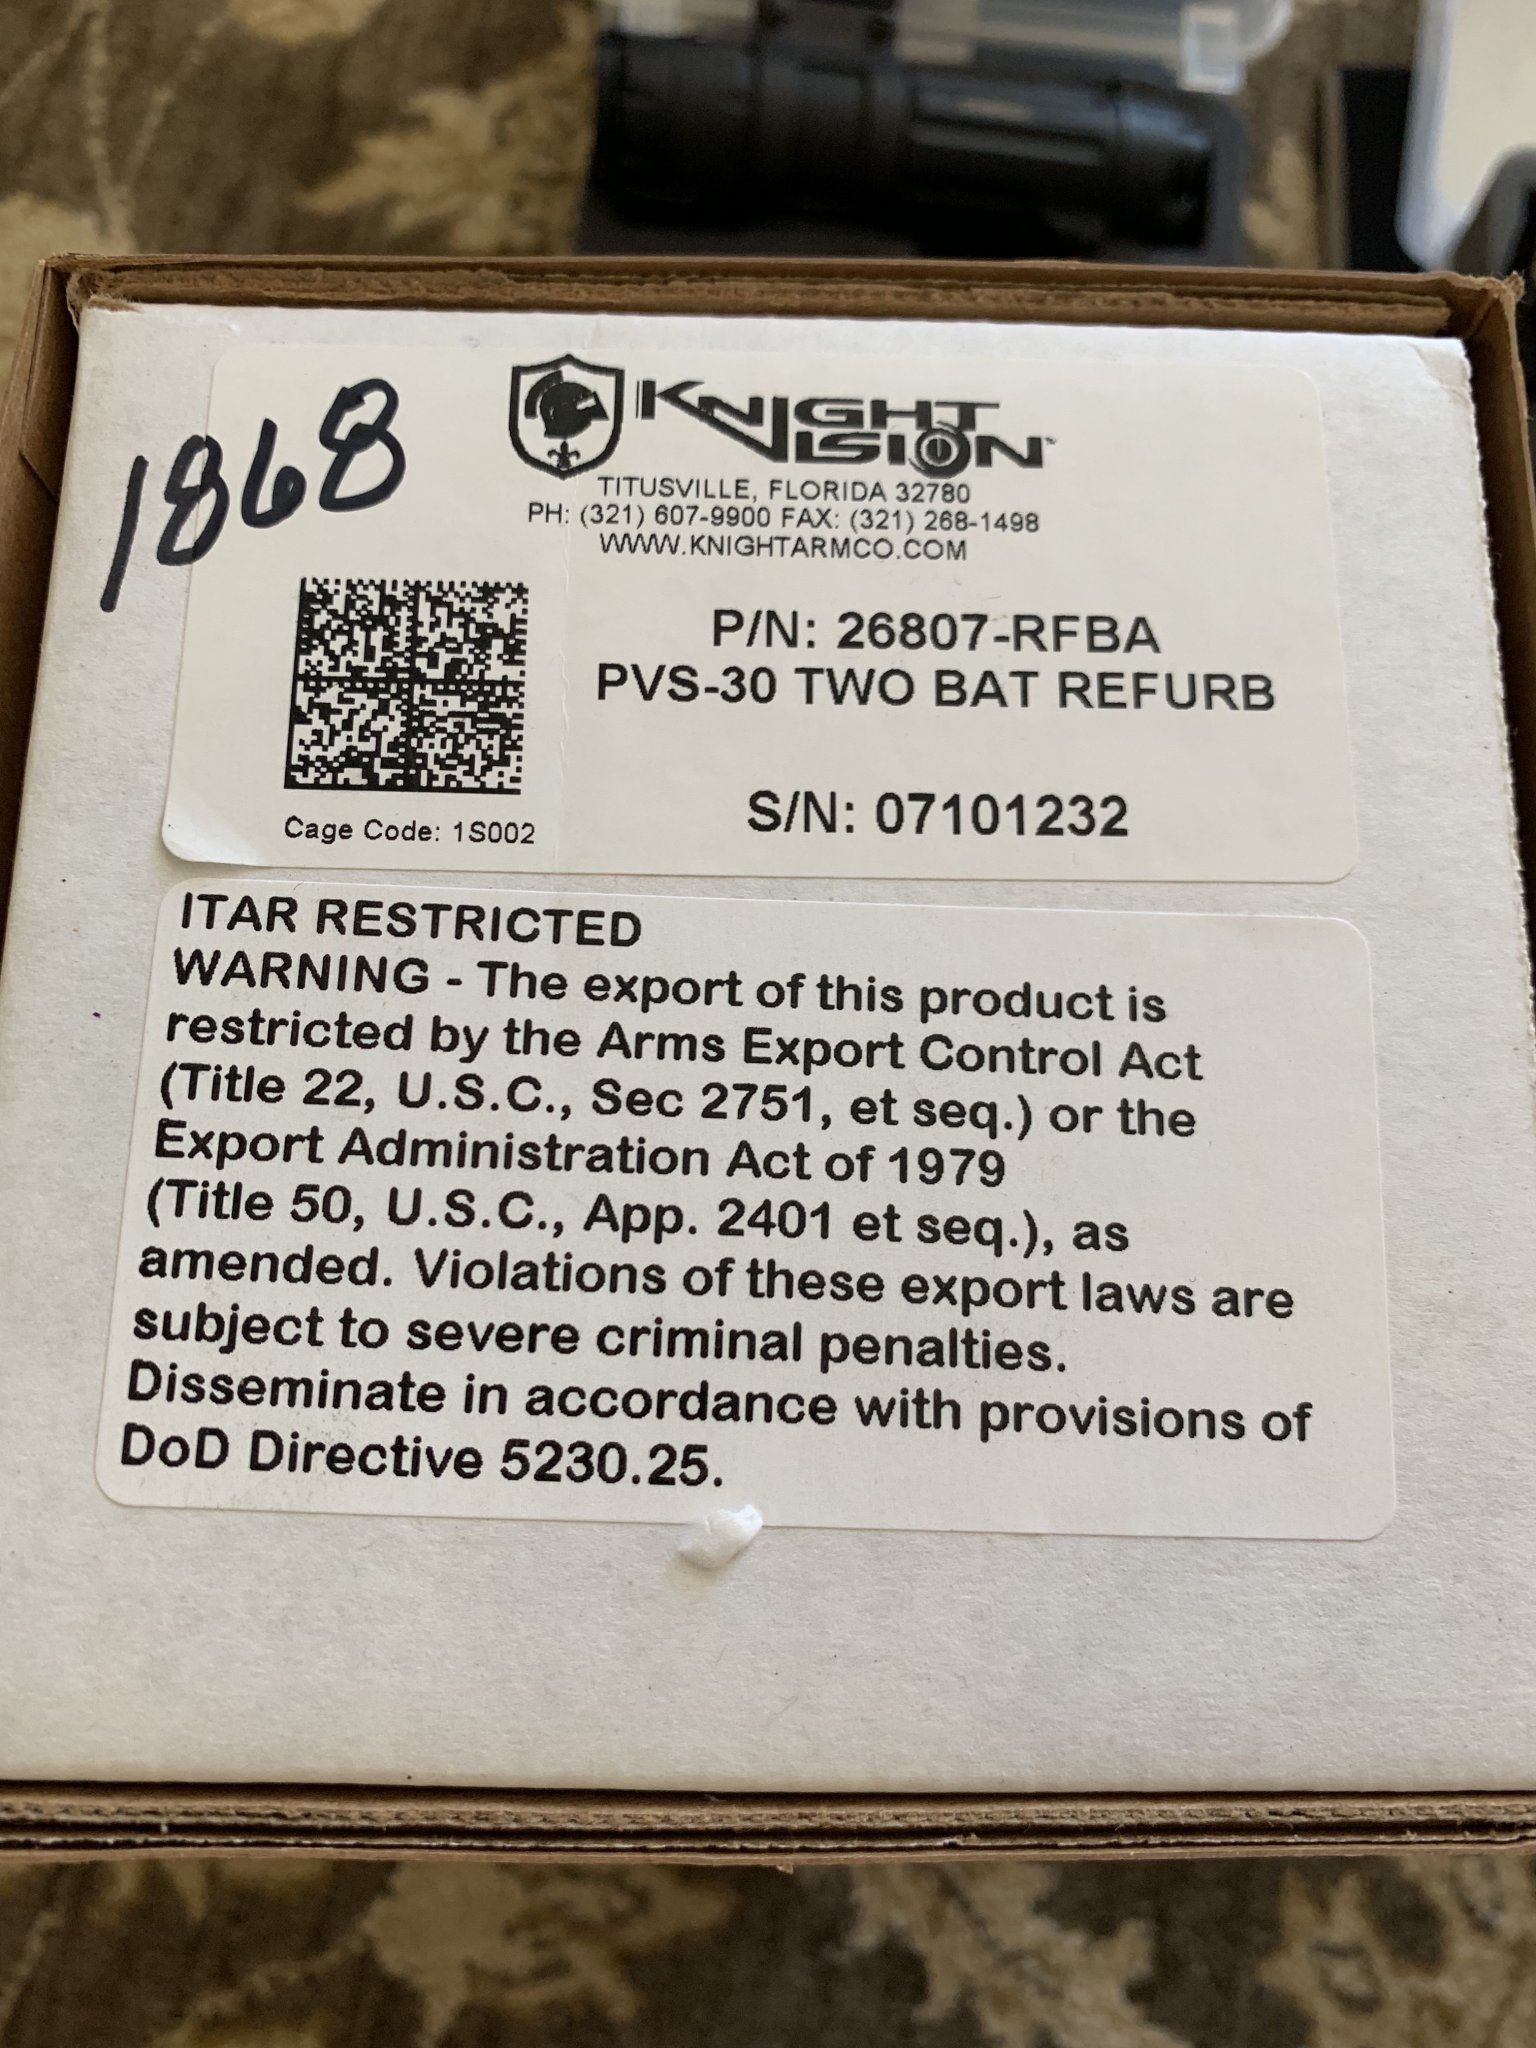 1868
KNIGHT
VISION
TITUSVILLE, FLORIDA 32780
PH: (321) 607-9900 FAX: (321) 268-1498
WWW.KNIGHTARMCO.COM
P/N: 26807-RFBA
PVS-30 TWO BAT REFURB
S/N: 07101232
Cage Code: 1S002
ITAR RESTRICTED
WARNING - The export of this product is
restricted by the Arms Export Control Act
(Title 22, U.S.C., Sec 2751, et seq.) or the
Export Administration Act of 1979
(Title 50, U.S.C., App. 2401 et seq.), as
amended. Violations of these export laws are
subject to severe criminal penalties.
Disseminate in accordance with provisions of
DoD Directive 5230.25.